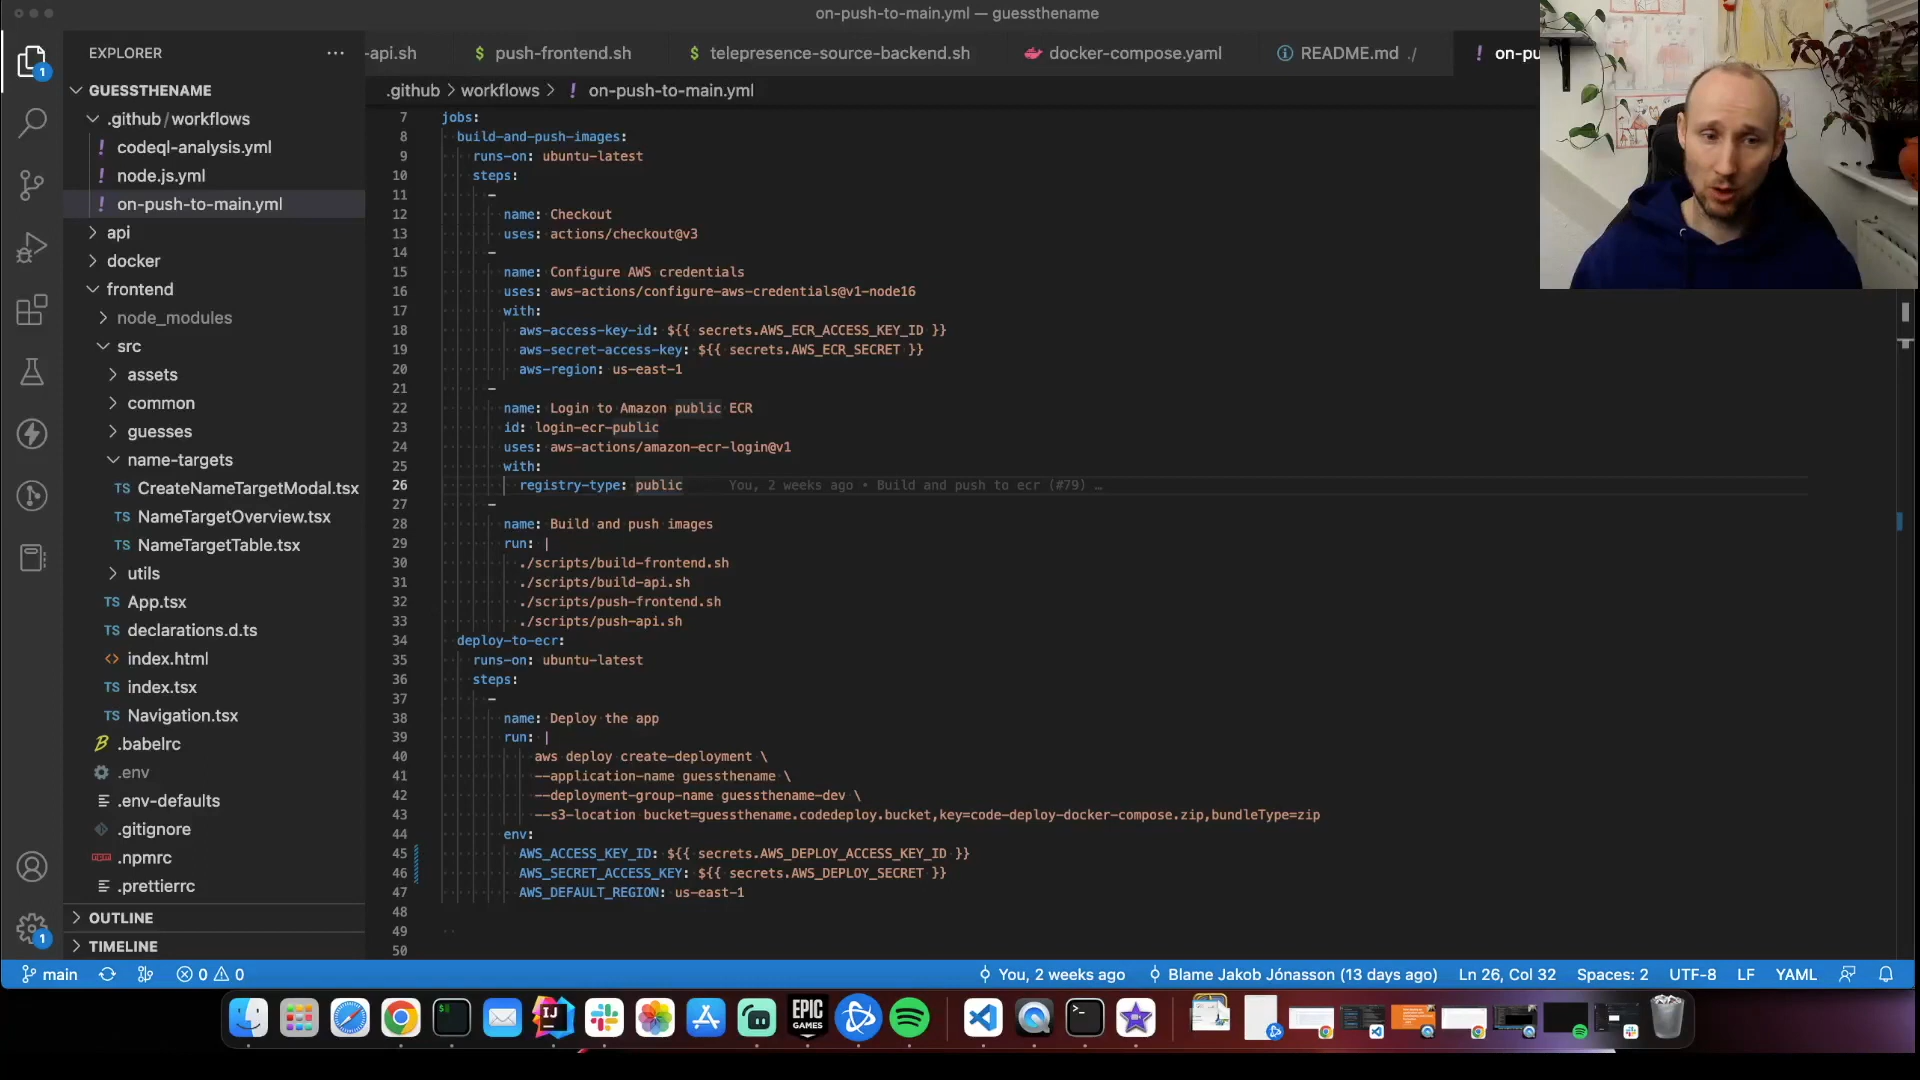 on-push-to-main.yml — guessthename
EXPLORER
-api.sh
$ push-frontend.sh
$ telepresence-source-backend.sh
docker-compose.yaml
README.md ./
! on-pu
GUESSTHENAME
.github/workflows
! codeql-analysis.yml
! node.js.yml
! on-push-to-main.yml
api
docker
frontend
node_modules
src
assets
common
guesses
name-targets
TS CreateNameTargetModal.tsx
TS NameTargetOverview.tsx
TS NameTargetTable.tsx
utils
TS App.tsx
TS declarations.d.ts
<> index.html
TS index.tsx
TS Navigation.tsx
.babelrc
.env
.env-defaults
.gitignore
.npmrc
.prettierrc
OUTLINE
TIMELINE
1
1
.github > workflows > ! on-push-to-main.yml
7 jobs:
8 build-and-push-images:
9 runs-on: ubuntu-latest
10 steps:
11 -
12 name: Checkout
13 uses: actions/checkout@v3
14 -
15 name: Configure AWS credentials
16 uses: aws-actions/configure-aws-credentials@v1-node16
17 with:
18 aws-access-key-id: ${{ secrets.AWS_ECR_ACCESS_KEY_ID }}
19 aws-secret-access-key: ${{ secrets.AWS_ECR_SECRET }}
20 aws-region: us-east-1
21 -
22 name: Login to Amazon public ECR
23 id: login-ecr-public
24 uses: aws-actions/amazon-ecr-login@v1
25 with:
26 registry-type: public You, 2 weeks ago • Build and push to ecr (#79) …
27 -
28 name: Build and push images
29 run: |
30 ./scripts/build-frontend.sh
31 ./scripts/build-api.sh
32 ./scripts/push-frontend.sh
33 ./scripts/push-api.sh
34 deploy-to-ecr:
35 runs-on: ubuntu-latest
36 steps:
37 -
38 name: Deploy the app
39 run: |
40 aws deploy create-deployment \
41 --application-name guessthename \
42 --deployment-group-name guessthename-dev \
43 --s3-location bucket=guessthename.codedeploy.bucket,key=code-deploy-docker-compose.zip,bundleType=zip
44 env:
45 AWS_ACCESS_KEY_ID: ${{ secrets.AWS_DEPLOY_ACCESS_KEY_ID }}
46 AWS_SECRET_ACCESS_KEY: ${{ secrets.AWS_DEPLOY_SECRET }}
47 AWS_DEFAULT_REGION: us-east-1
48
49
50
main 0 0 You, 2 weeks ago Blame Jakob Jónasson (13 days ago) Ln 26, Col 32 Spaces: 2 UTF-8 LF YAML
EPIC
GAMES
IJ